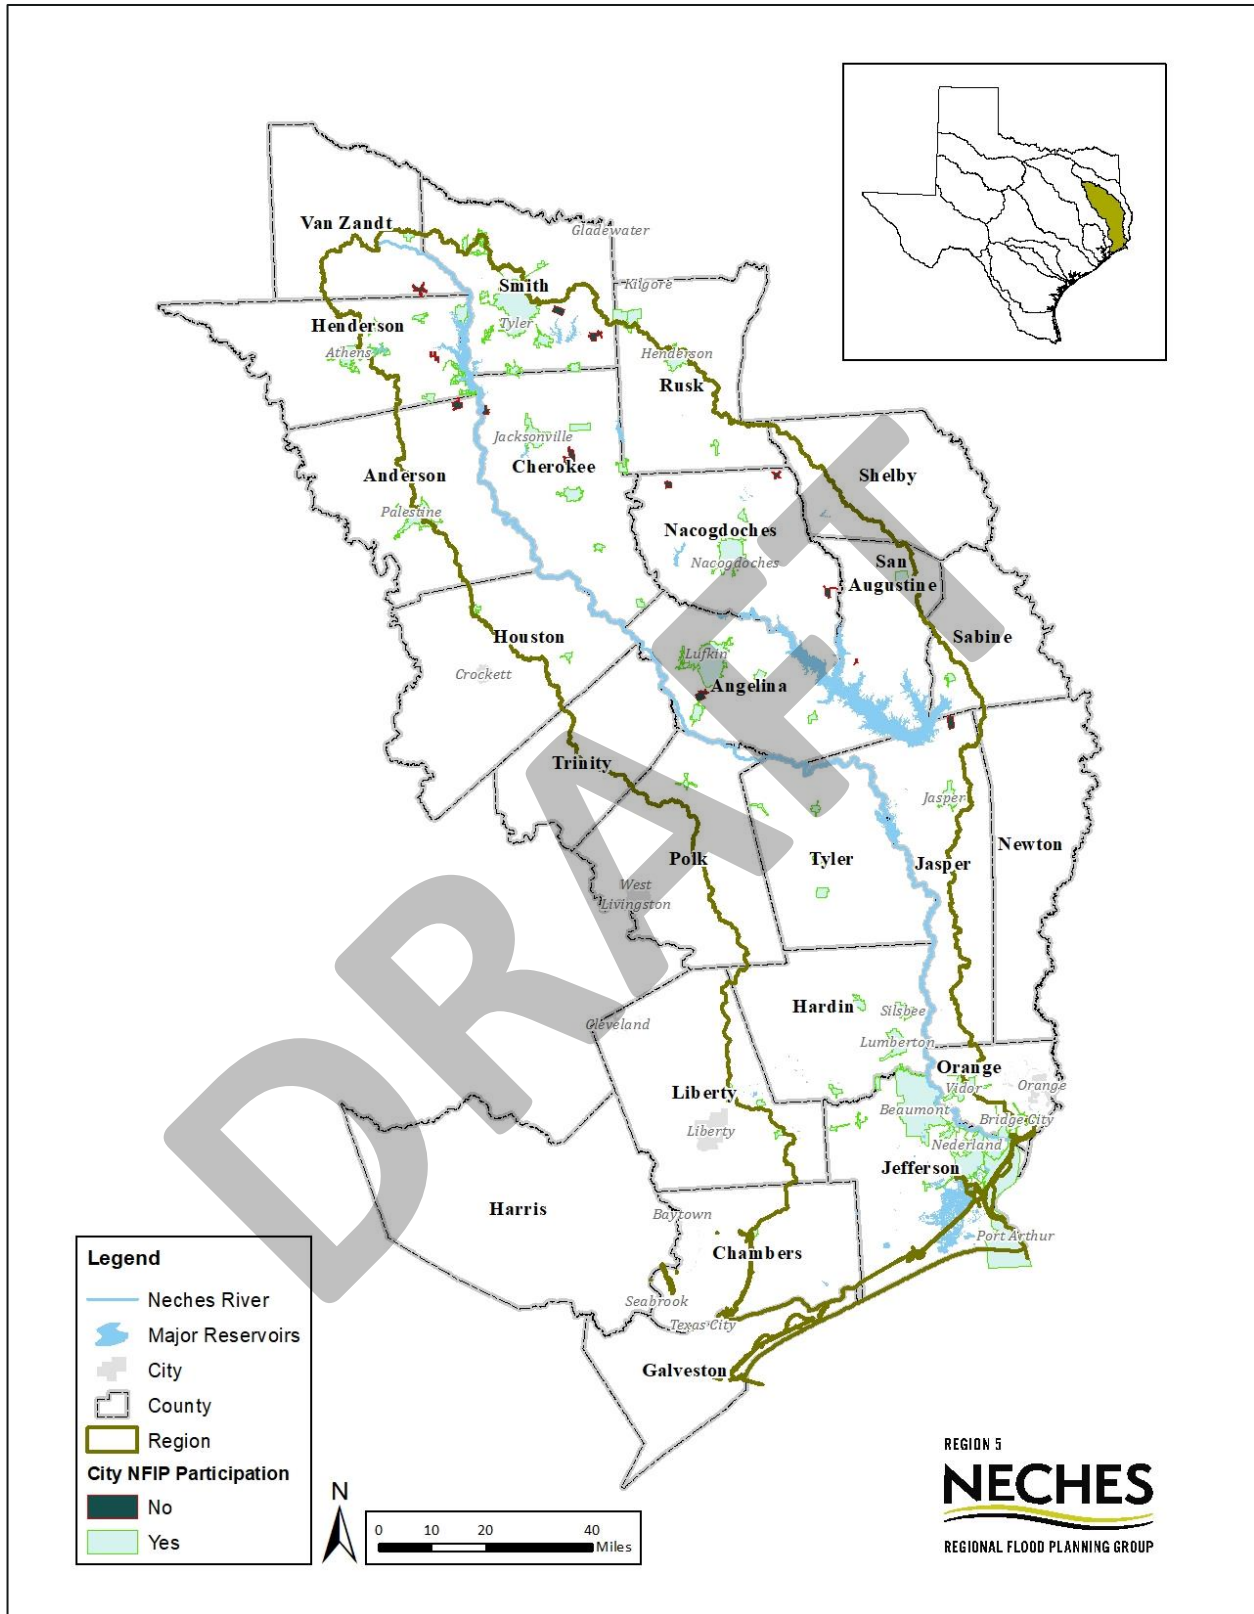 Van Zandt
Gladewater
Smith
Kilgore
Henderson
Tyler
Athens
Henderson
Rusk
Jacksonville
Cherokee
Anderson
Shelby
Palestine
Nacogdoches
Nacogdoches
San
Augustine
Houston
Sabine
Crockett
Lufkin
Angelina
Trinity
Jasper
Newton
Polk
Tyler
Jasper
West
Livingston
Hardin
Silsbee
Cleveland
Lumberton
Orange
Vidor
Orange
Liberty
Beaumont
Bridge City
Liberty
Nederland
Jefferson
Harris
Baytown
Port Arthur
Chambers
Seabrook
Texas City
Galveston
DRAFT
Legend
Neches River
Major Reservoirs
City
County
Region
City NFIP Participation
No
Yes
N
0 10 20 40
Miles
REGION 5
NECHES
REGIONAL FLOOD PLANNING GROUP